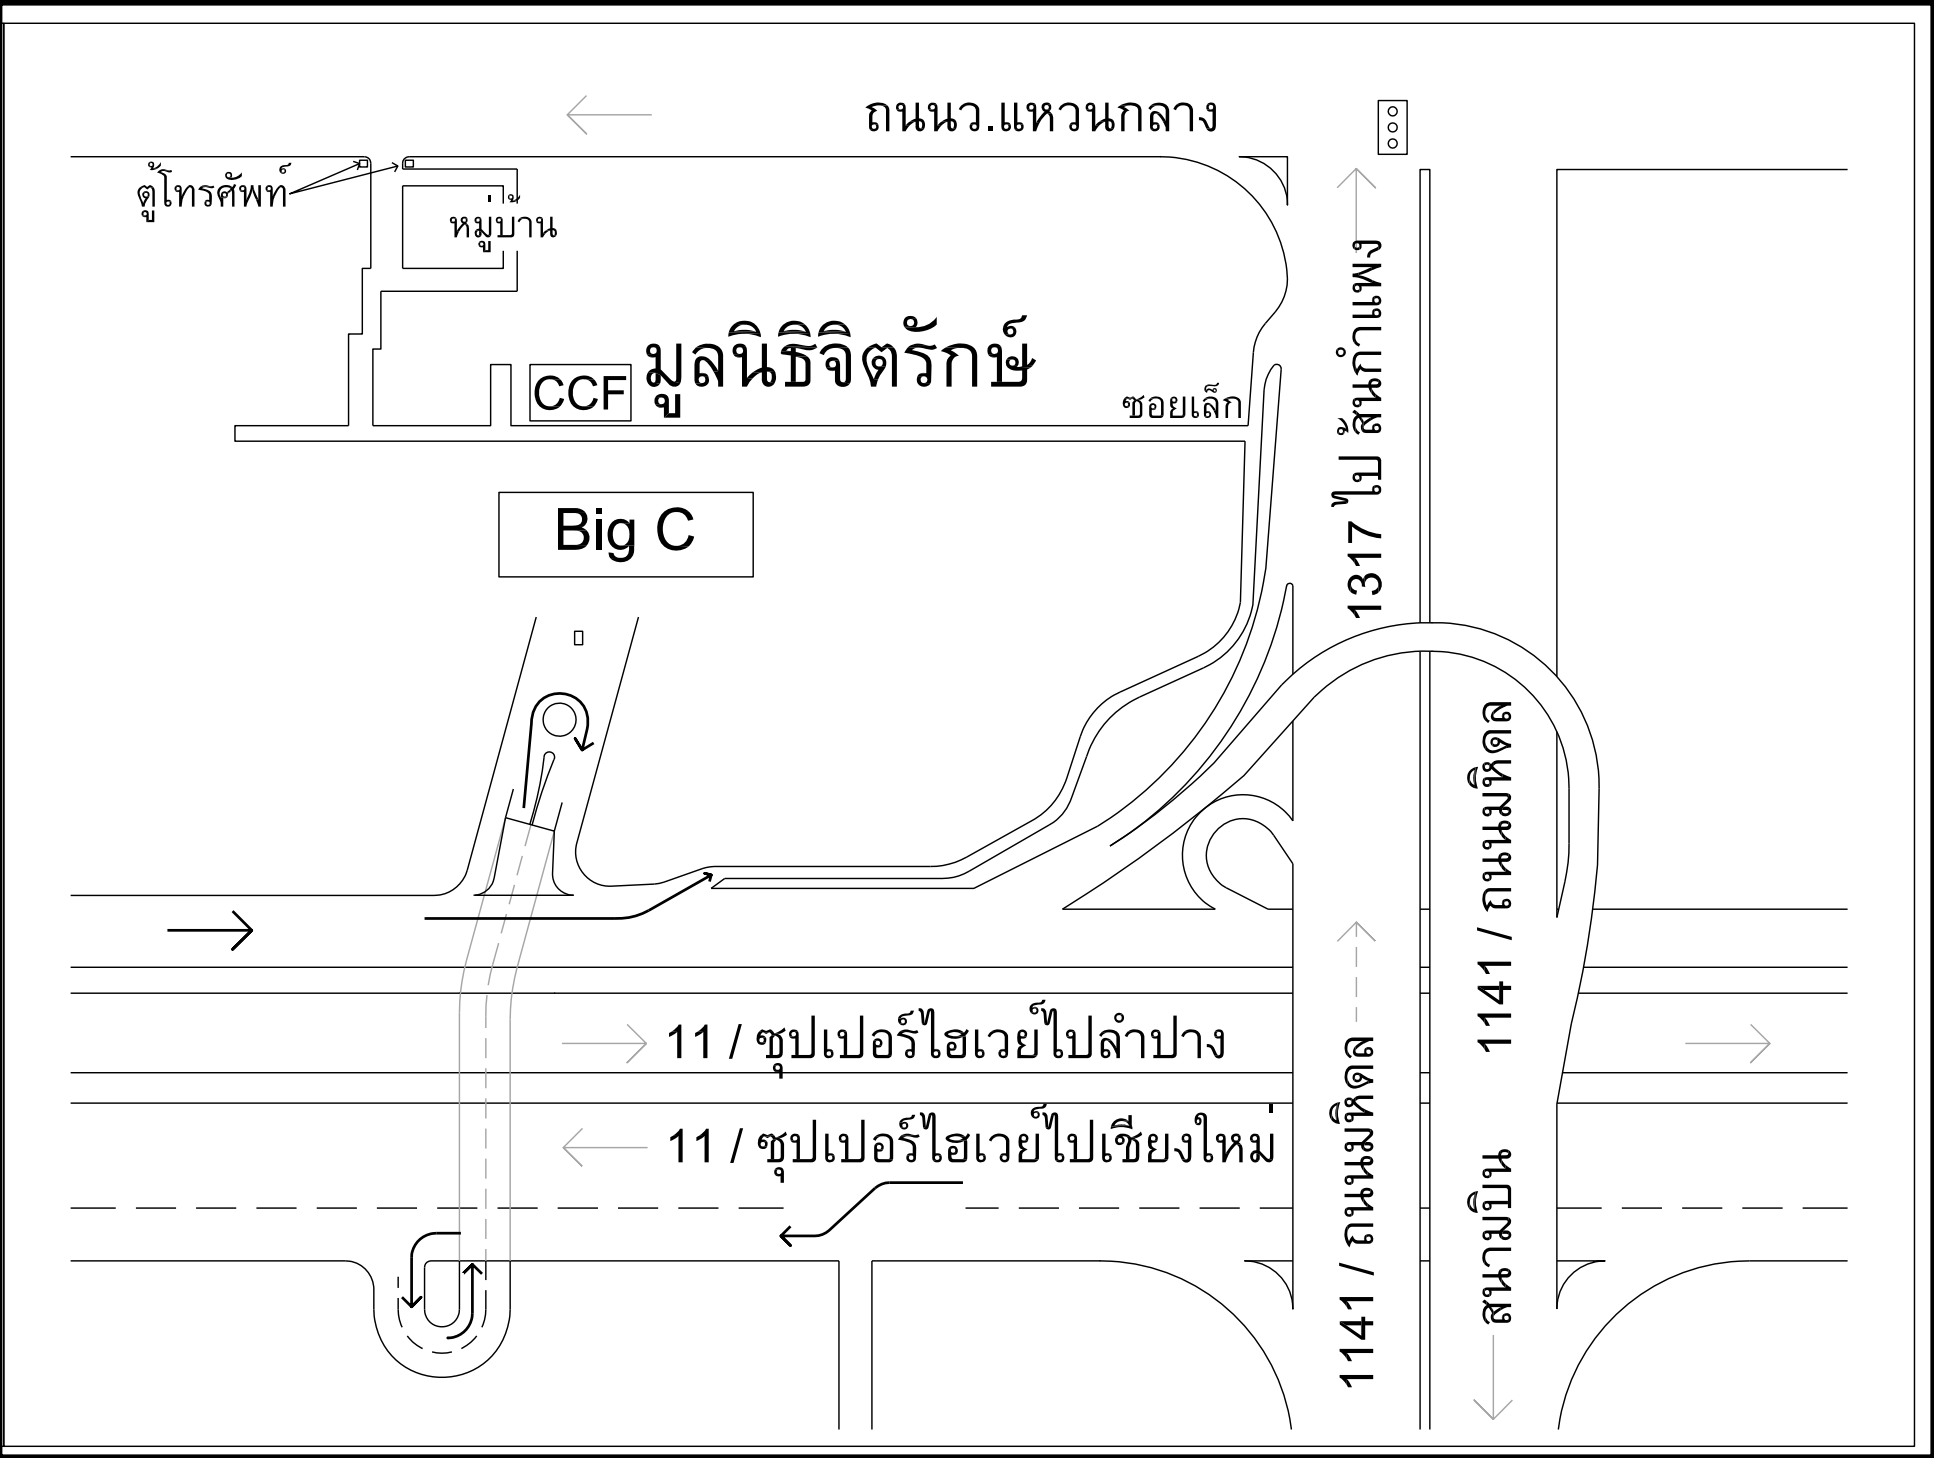 ถนนว.แหวนกลาง
ตู้โทรศัพท์
หมู่บ้าน
มูลนิธิจิตรักษ์
CCF
ซอยเล็ก
1317 ไป สันกำแพง
Big C
1141 / ถนนมหิดล
11 / ซุปเปอร์ไฮเวย์ไปลำปาง
11 / ซุปเปอร์ไฮเวย์ไปเชียงใหม่
1141 / ถนนมหิดล
สนามบิน